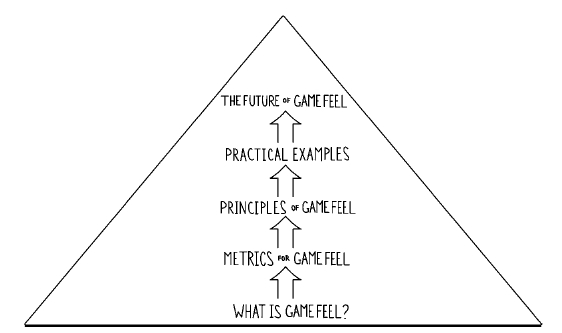 THE FUTURE OF GAME FEEL
PRACTICAL EXAMPLES
PRINCIPLES OF GAME FEEL
METRICS FOR GAME FEEL
WHAT IS GAME FEEL?